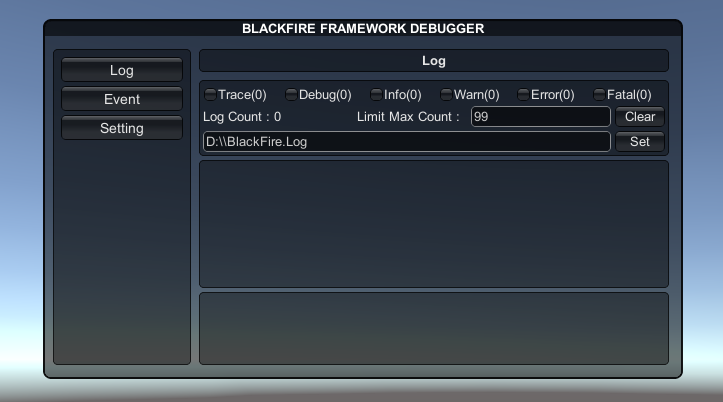 BLACKFIRE FRAMEWORK DEBUGGER
Log
Event
Setting
Log
Trace(0) Debug(0) Info(0) Warn(0) Error(0) Fatal(0)
Log Count : 0 Limit Max Count : 99 Clear
D:\\BlackFire.Log Set